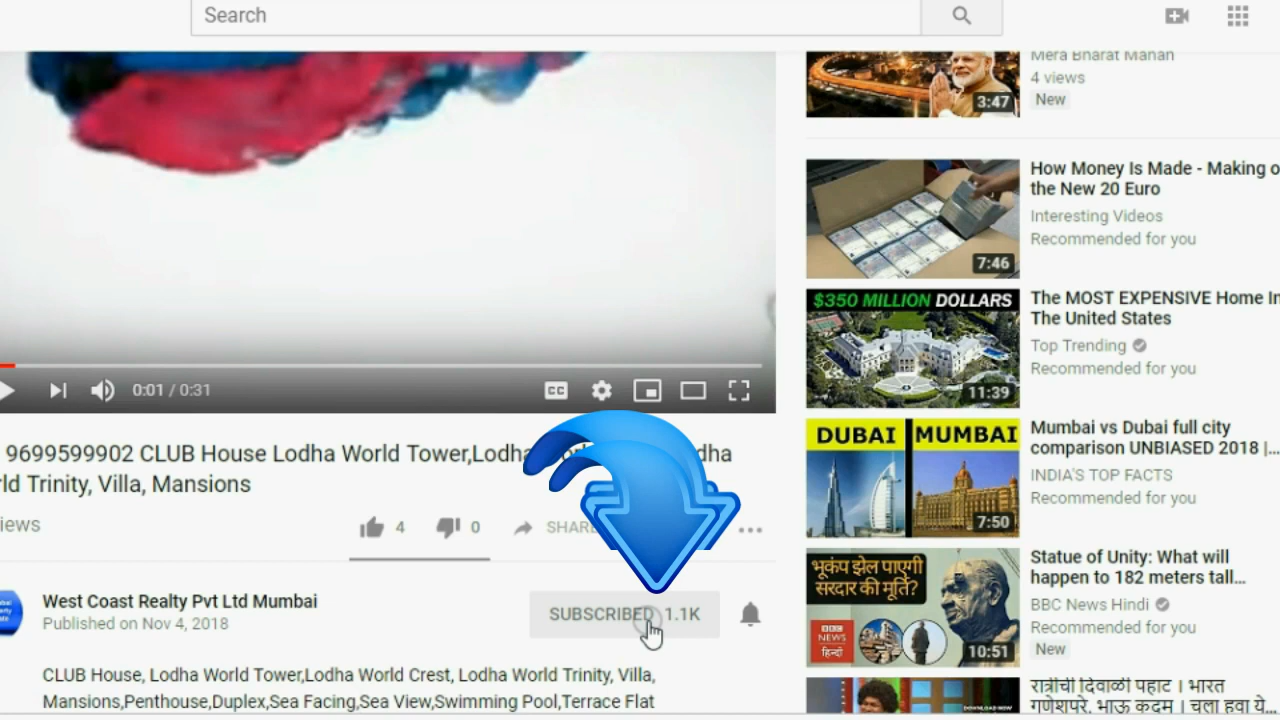 Search
Mera Bharat Mahan
4 views
New
3:47
How Money Is Made - Making o
the New 20 Euro
Interesting Videos
Recommended for you
7:46
$350 MILLION DOLLARS
11:39
The MOST EXPENSIVE Home In
The United States
Top Trending
Recommended for you
0:01 / 0:31
CC
DUBAI MUMBAI
7:50
Mumbai vs Dubai full city
comparison UNBIASED 2018 |...
INDIA'S TOP FACTS
Recommended for you
9699599902 CLUB House Lodha World Tower,Lodha
dha
ld Trinity, Villa, Mansions
iews
4
0
SHARE
...
भूकंप झेल पाएगी
सरदार की मूर्ति?
BBC
NEWS
हिन्दी
10:51
Statue of Unity: What will
happen to 182 meters tall...
BBC News Hindi
Recommended for you
New
West Coast Realty Pvt Ltd Mumbai
Published on Nov 4, 2018
SUBSCRIBED 1.1K
CLUB House, Lodha World Tower,Lodha World Crest, Lodha World Trinity, Villa,
Mansions,Penthouse,Duplex,Sea Facing,Sea View,Swimming Pool,Terrace Flat
DOWNLOAD NOW
रात्रीची दिवाळी पहाट । भारत
गणेशपुरे, भाऊ कदम । चला हवा ये...